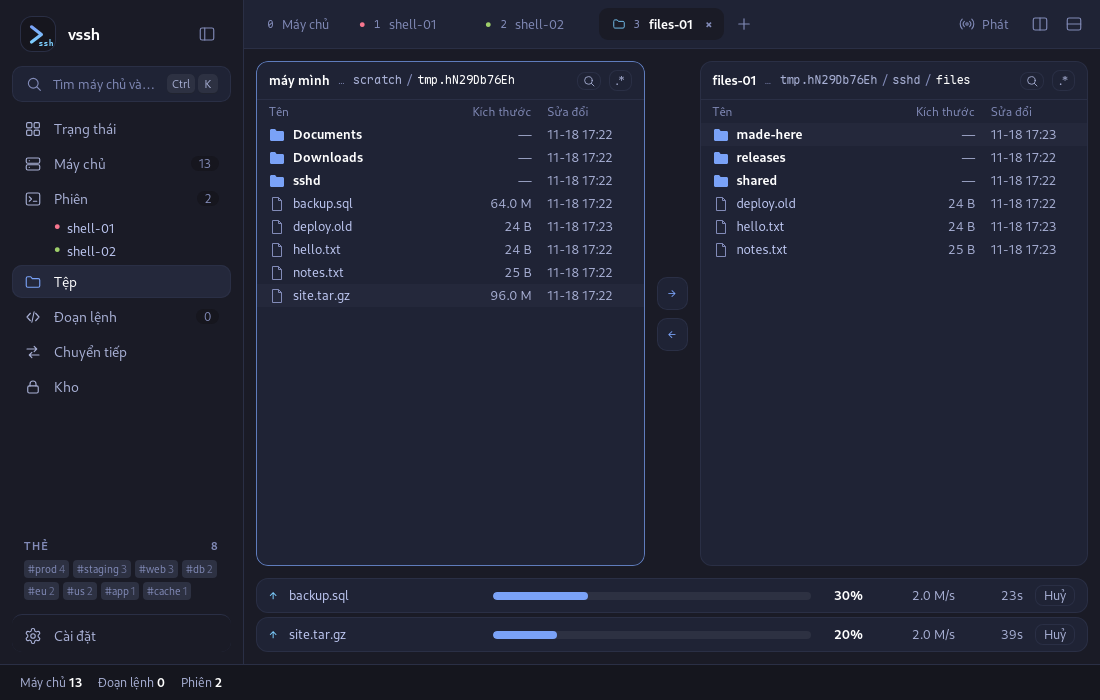 ssh
vssh
Tìm máy chủ và… Ctrl K
Trạng thái
Máy chủ 13
Phiên 2
shell-01
shell-02
Tệp
Đoạn lệnh 0
Chuyển tiếp
Kho
THẺ 8
#prod 4 #staging 3 #web 3 #db 2
#eu 2 #us 2 #app 1 #cache 1
Cài đặt
0 Máy chủ 1 shell-01 2 shell-02 3 files-01 × + Phát
máy mình … scratch / tmp.hN29Db76Eh .*
Tên Kích thước Sửa đổi
Documents — 11-18 17:22
Downloads — 11-18 17:22
sshd — 11-18 17:22
backup.sql 64.0 M 11-18 17:22
deploy.old 24 B 11-18 17:23
hello.txt 24 B 11-18 17:22
notes.txt 25 B 11-18 17:22
site.tar.gz 96.0 M 11-18 17:22
→
←
files-01 … tmp.hN29Db76Eh / sshd / files .*
Tên Kích thước Sửa đổi
made-here — 11-18 17:23
releases — 11-18 17:22
shared — 11-18 17:22
deploy.old 24 B 11-18 17:23
hello.txt 24 B 11-18 17:23
notes.txt 25 B 11-18 17:23
↑ backup.sql 30% 2.0 M/s 23s Huỷ
↑ site.tar.gz 20% 2.0 M/s 39s Huỷ
Máy chủ 13 Đoạn lệnh 0 Phiên 2